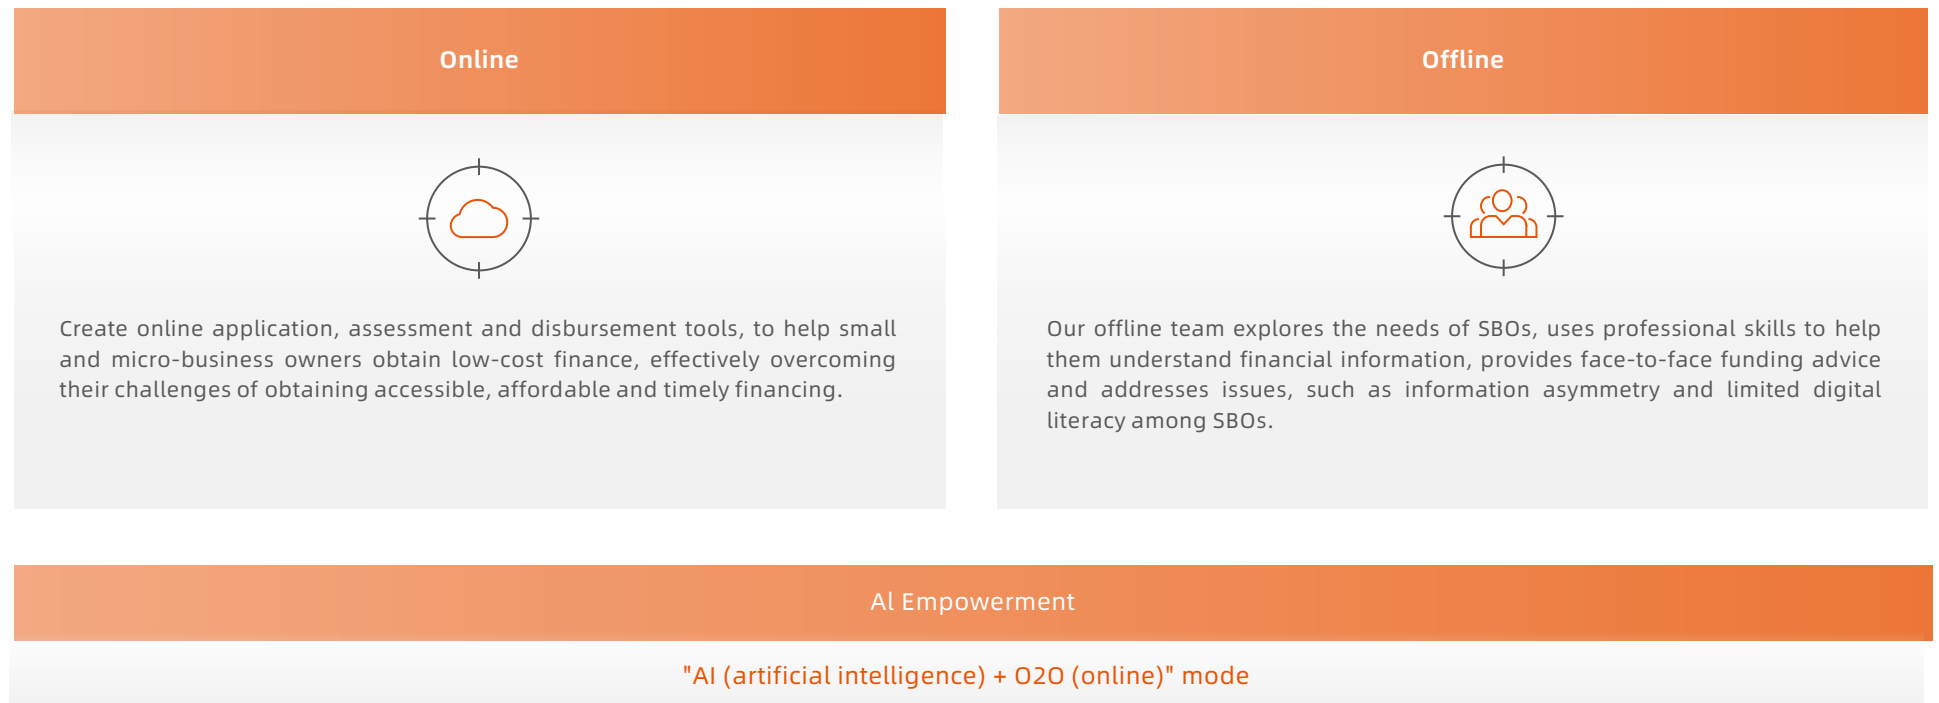 Online
Create online application, assessment and disbursement tools, to help small
and micro-business owners obtain low-cost finance, effectively overcoming
their challenges of obtaining accessible, affordable and timely financing.
Offline
Our offline team explores the needs of SBOs, uses professional skills to help
them understand financial information, provides face-to-face funding advice
and addresses issues, such as information asymmetry and limited digital
literacy among SBOs.
Al Empowerment
"AI (artificial intelligence) + O2O (online)" mode